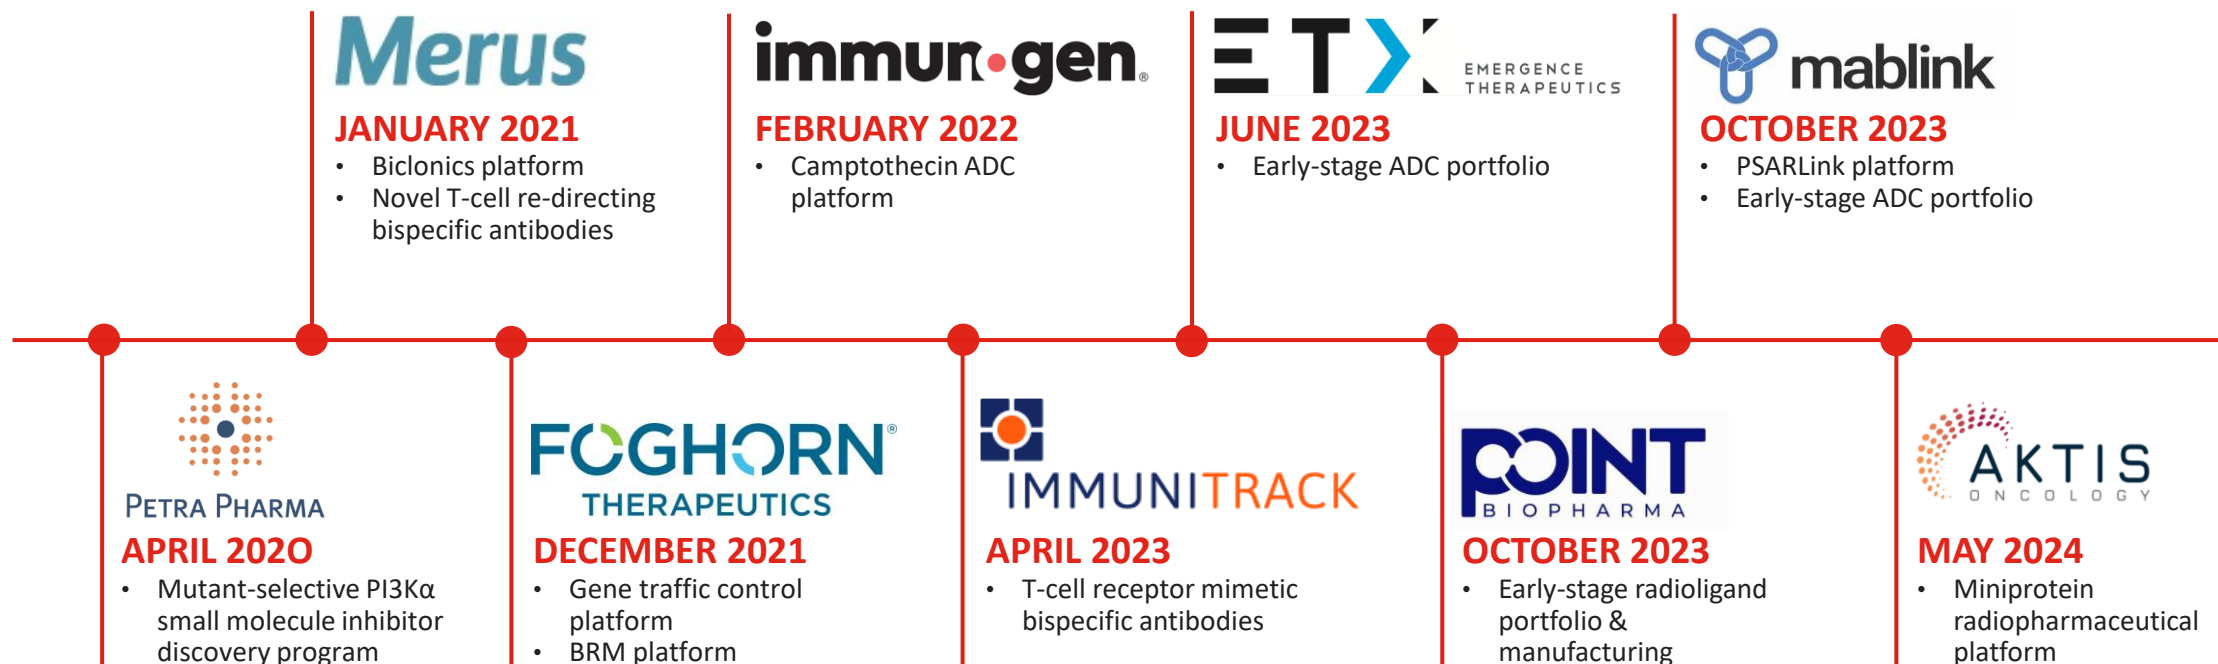 Merus
JANUARY 2021
• Biclonics platform
• Novel T-cell re-directing
bispecific antibodies
immunogen®
FEBRUARY 2022
• Camptothecin ADC
platform
ETX EMERGENCE
THERAPEUTICS
JUNE 2023
• Early-stage ADC portfolio
mablink
OCTOBER 2023
• PSARLink platform
• Early-stage ADC portfolio
PETRA PHARMA
APRIL 202O
• Mutant-selective PI3Kα
small molecule inhibitor
discovery program
FOGHORN®
THERAPEUTICS
DECEMBER 2021
• Gene traffic control
platform
• BRM platform
IMMUNITRACK
APRIL 2023
• T-cell receptor mimetic
bispecific antibodies
POINT
BIOPHARMA
OCTOBER 2023
• Early-stage radioligand
portfolio &
manufacturing
AKTIS
ONCOLOGY
MAY 2024
• Miniprotein
radiopharmaceutical
platform